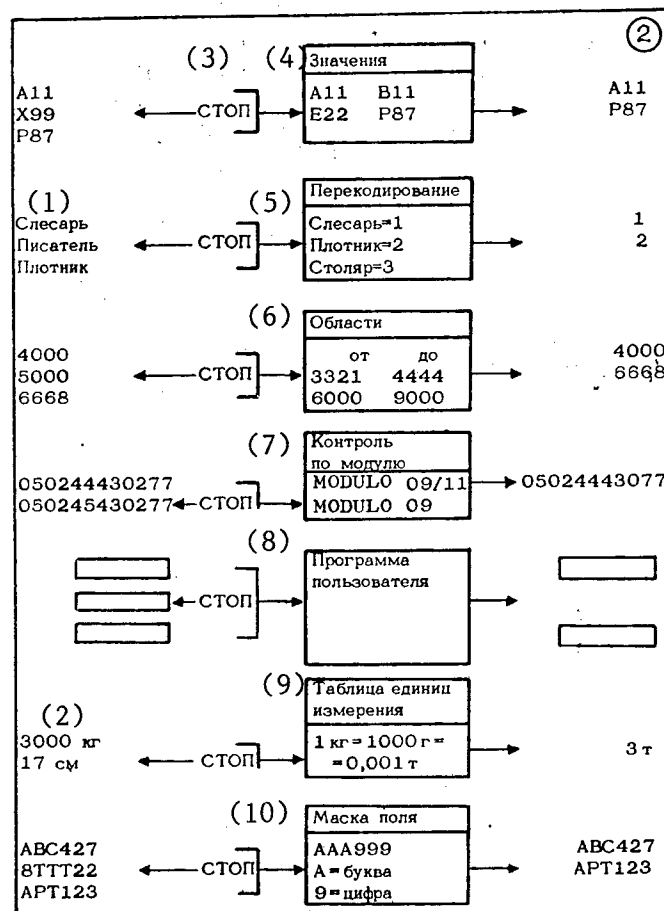 2
(3) (4) Значения
A11 A11 B11 A11
X99 СТОП E22 P87 P87
P87
(1) (5) Перекодирование
Слесарь Слесарь=1 1
Писатель СТОП Плотник=2 2
Плотник Столяр=3
(6) Области
4000 от до 4000
5000 СТОП 3321 4444 6668
6668 6000 9000
(7) Контроль
по модулю
050244430277 MODULO 09/11 05024443077
050245430277 СТОП MODULO 09
(8) Программа
пользователя
СТОП
(9) Таблица единиц
измерения
(2)
3000 кг 1 кг=1000 г=
17 см СТОП =0,001 т 3 т
(10) Маска поля
ABC427 AAA999 ABC427
8TTT22 СТОП A=буква APT123
APT123 9=цифра